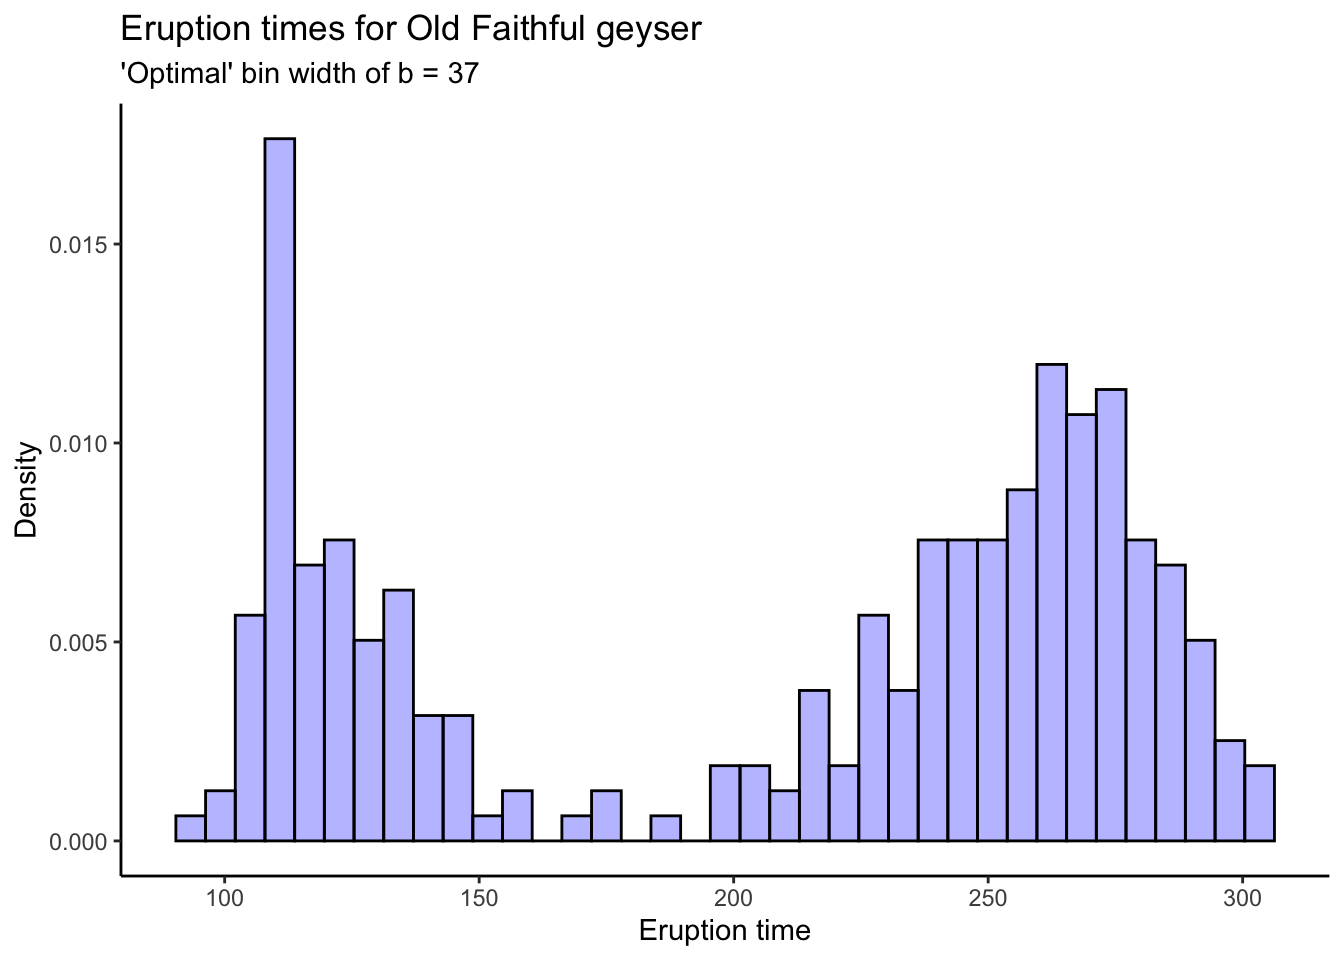 Eruption times for Old Faithful geyser
'Optimal' bin width of b = 37
Density
0.015
0.010
0.005
0.000
100 150 200 250 300
Eruption time